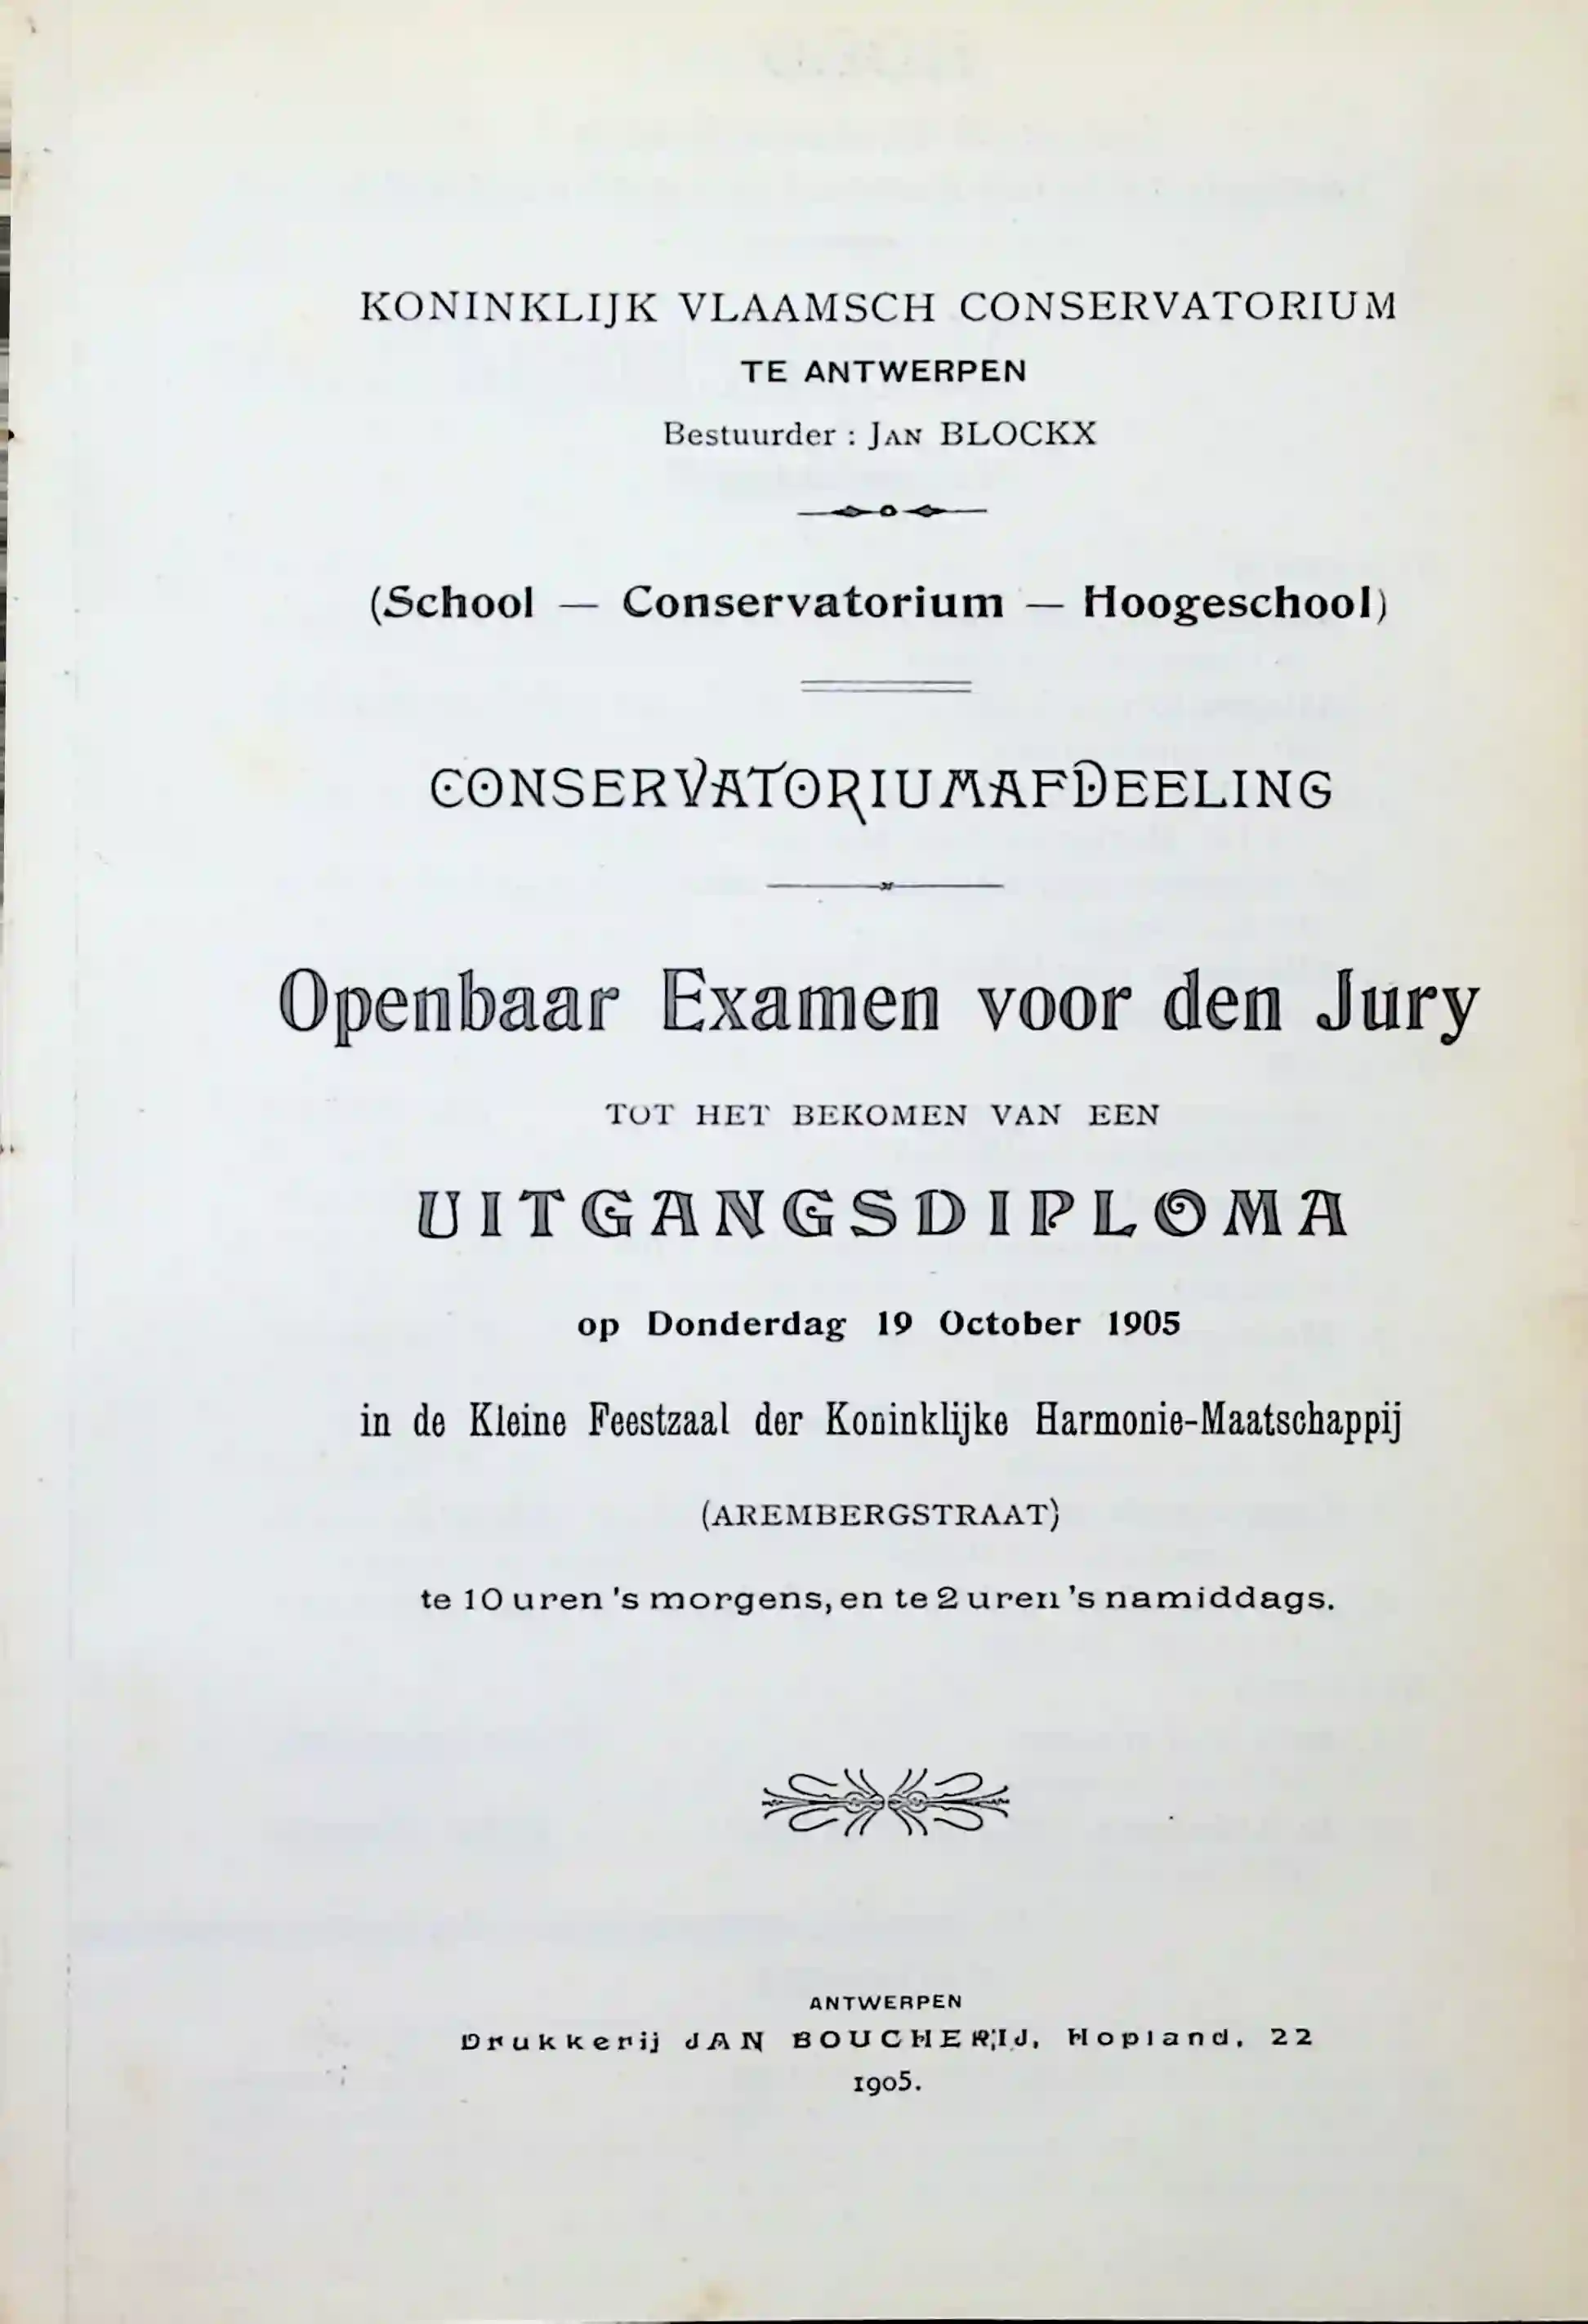 KONINKLIJK VLAAMSCH CONSERVATORIUM
TE ANTWERPEN
Bestuurder : JAN BLOCKX
(School — Conservatorium — Hoogeschool)
CONSERVATORIUMAFDEELING
Openbaar Examen voor den Jury
TOT HET BEKOMEN VAN EEN
UITGANGSDIPLOMA
op Donderdag 19 October 1905
in de Kleine Feestzaal der Koninklijke Harmonie-Maatschappij
(AREMBERGSTRAAT)
te 10 uren 's morgens, en te 2 uren 's namiddags.
ANTWERPEN
Drukkerij JAN BOUCHERIJ, Hopland, 22
1905.